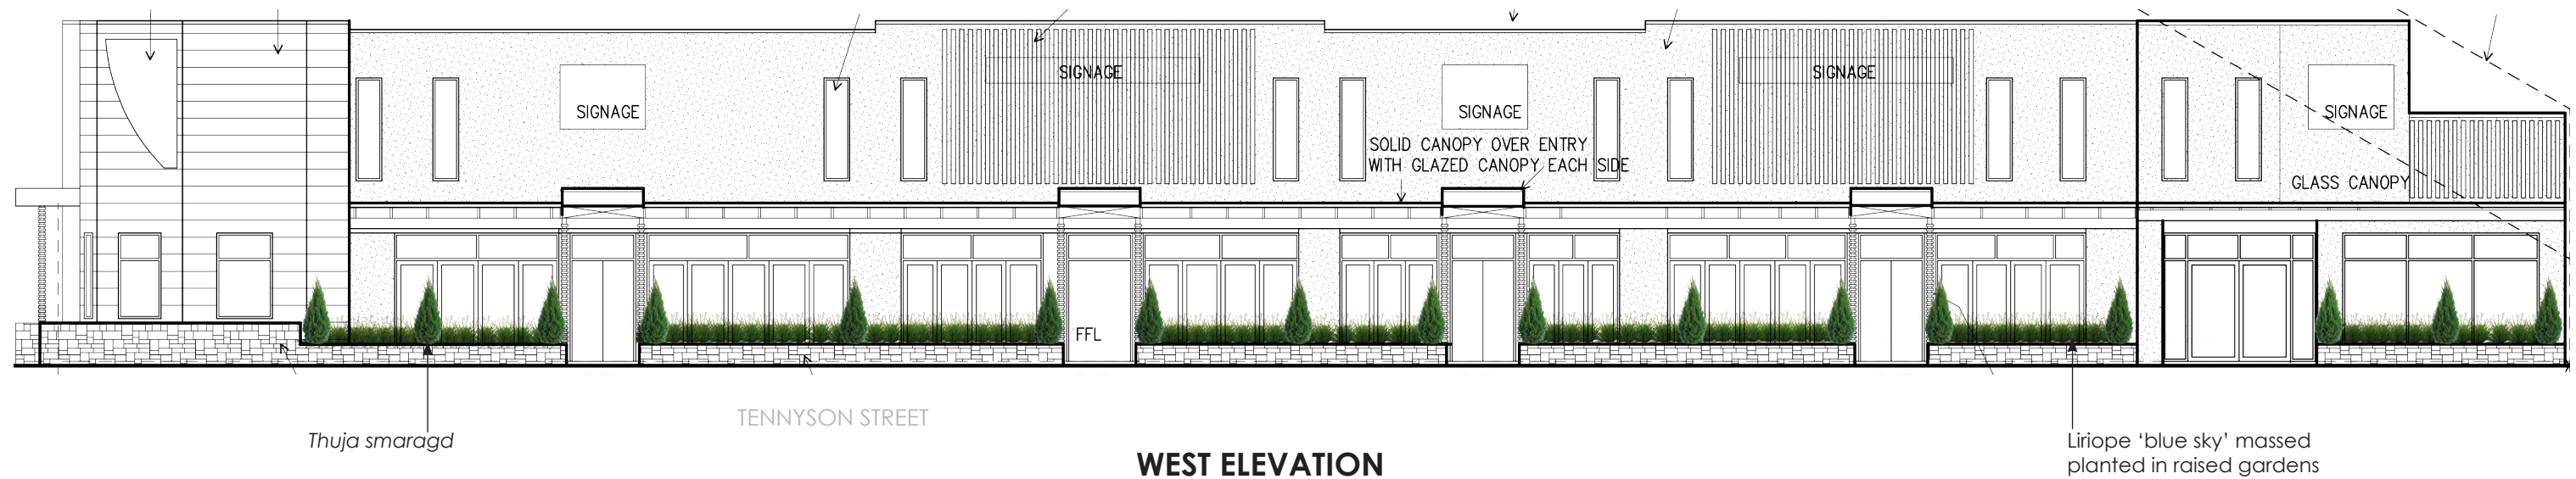 SIGNAGE
SIGNAGE
SIGNAGE
SIGNAGE
SIGNAGE
SOLID CANOPY OVER ENTRY
WITH GLAZED CANOPY EACH SIDE
GLASS CANOPY
FFL
TENNYSON STREET
Thuja smaragd
Liriope ‘blue sky’ massed
planted in raised gardens
WEST ELEVATION